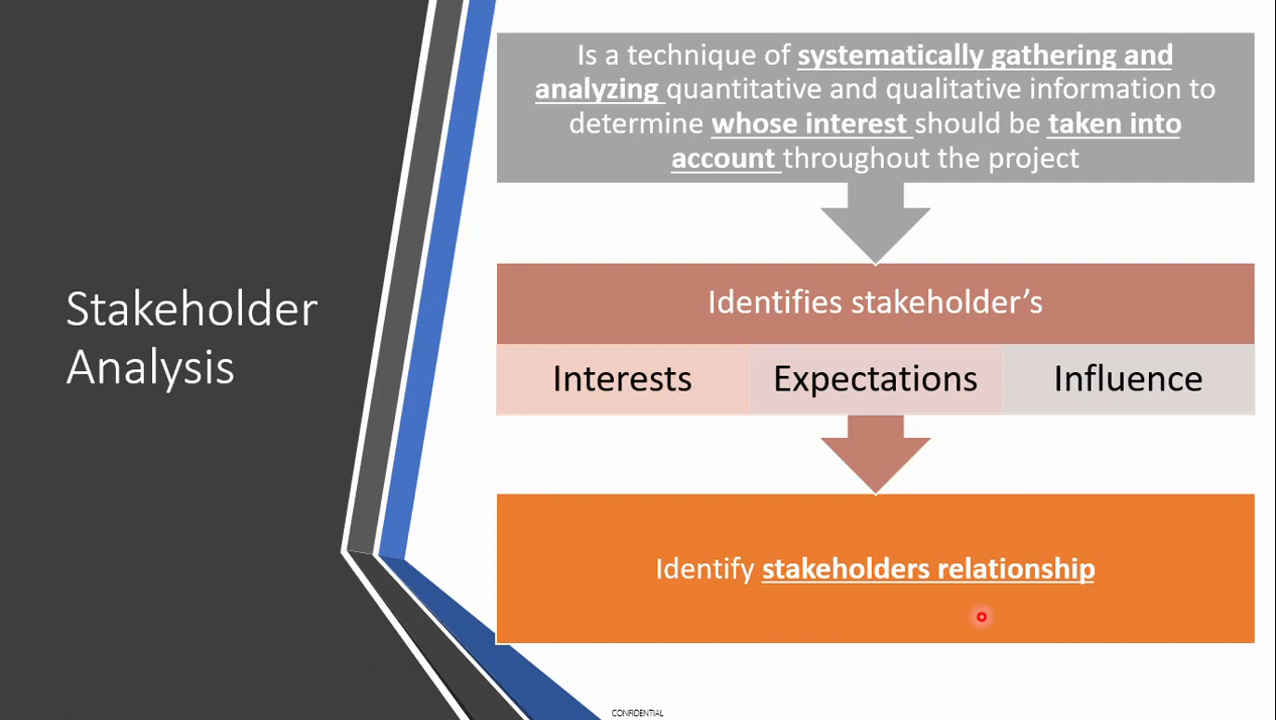 Stakeholder
Analysis
Is a technique of systematically gathering and
analyzing quantitative and qualitative information to
determine whose interest should be taken into
account throughout the project
Identifies stakeholder’s
Interests
Expectations
Influence
Identify stakeholders relationship
CONFIDENTIAL